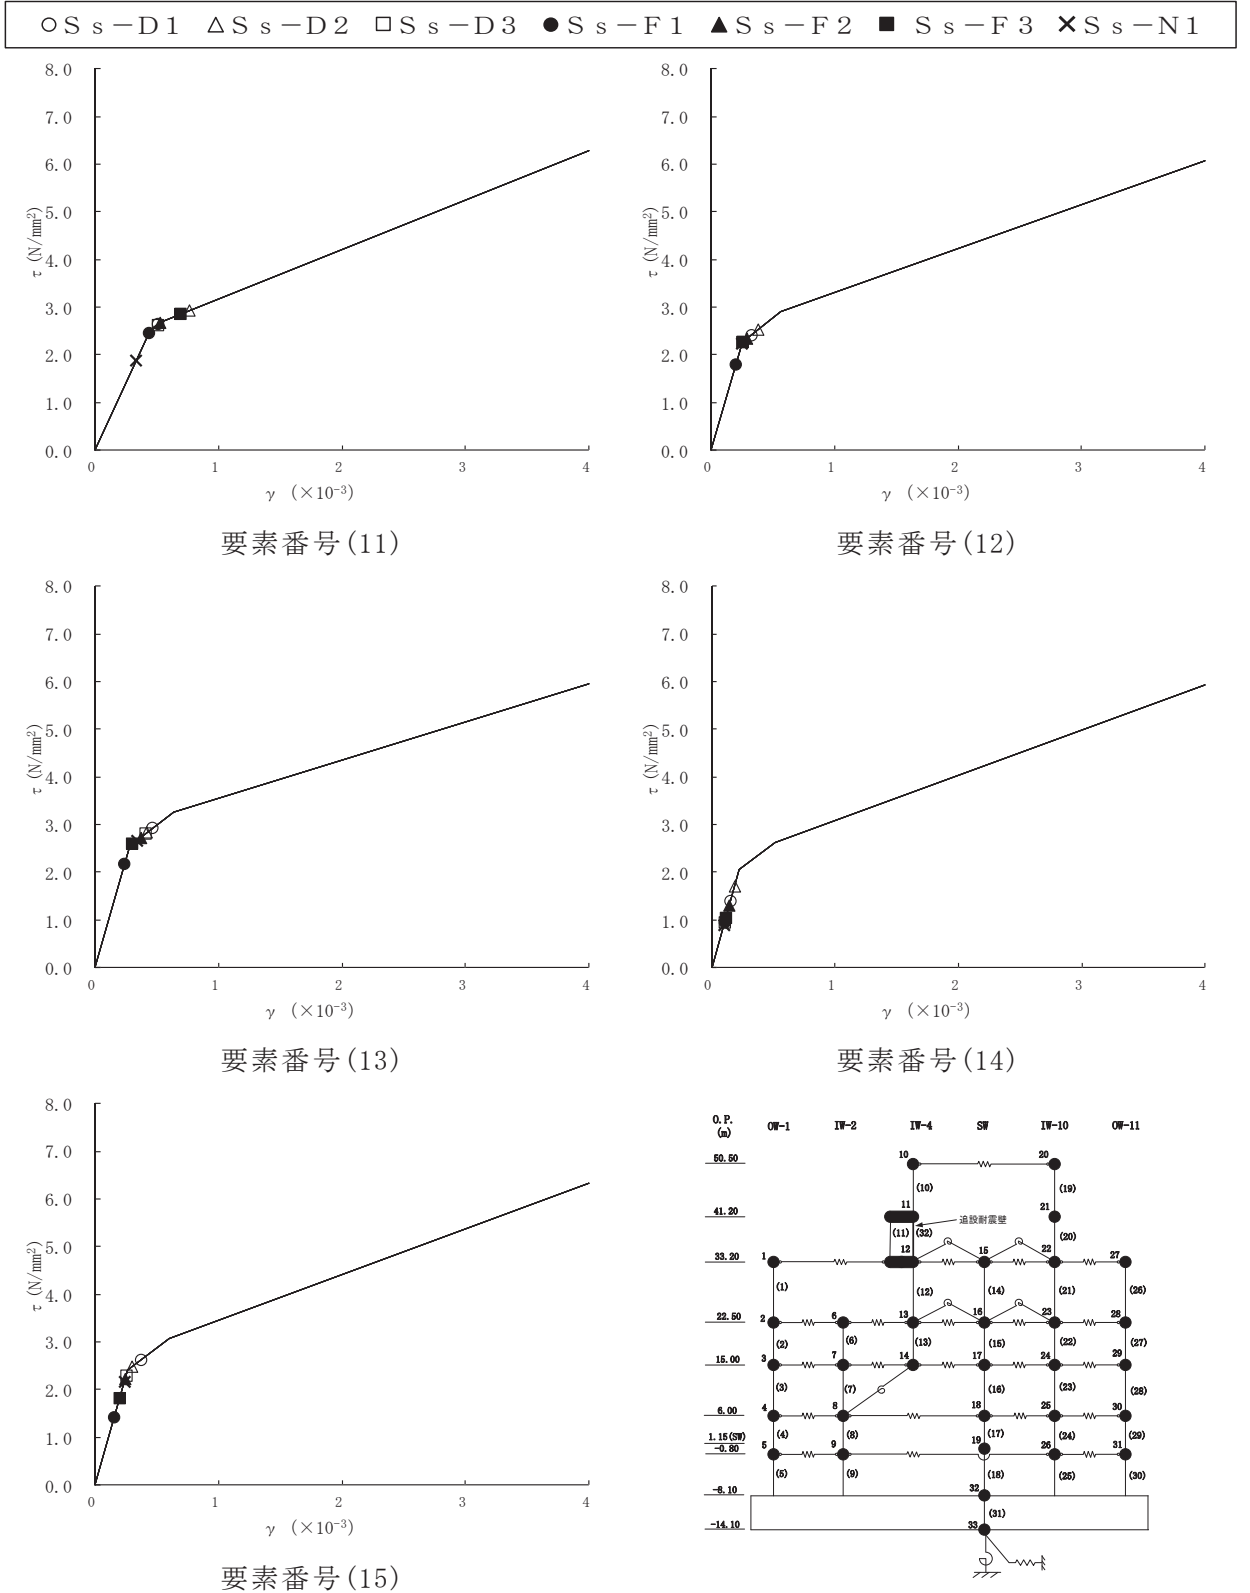 ○Ｓｓ－Ｄ１ △Ｓｓ－Ｄ２ □Ｓｓ－Ｄ３ ●Ｓｓ－Ｆ１ ▲Ｓｓ－Ｆ２ ■ Ｓｓ－Ｆ３ ×Ｓｓ－Ｎ１
8.0
7.0
6.0
5.0
4.0
3.0
2.0
1.0
0.0
τ (N/mm²)
0 1 2 3 4
γ (×10⁻³)
要素番号(11)
8.0
7.0
6.0
5.0
4.0
3.0
2.0
1.0
0.0
τ (N/mm²)
0 1 2 3 4
γ (×10⁻³)
要素番号(12)
8.0
7.0
6.0
5.0
4.0
3.0
2.0
1.0
0.0
τ (N/mm²)
0 1 2 3 4
γ (×10⁻³)
要素番号(13)
8.0
7.0
6.0
5.0
4.0
3.0
2.0
1.0
0.0
τ (N/mm²)
0 1 2 3 4
γ (×10⁻³)
要素番号(14)
8.0
7.0
6.0
5.0
4.0
3.0
2.0
1.0
0.0
τ (N/mm²)
0 1 2 3 4
γ (×10⁻³)
要素番号(15)
O.P.
(m)
OW-1 IW-2 IW-4 SW IW-10 OW-11
50.50 10 20
(10) (19)
41.20 11 21
追設耐震壁
(11) (32) (20)
33.20 1 12 15 22 27
(1) (12) (14) (21) (26)
22.50 2 6 13 16 23 28
(2) (6) (13) (15) (22) (27)
15.00 3 7 14 17 24 29
(3) (7) (16) (23) (28)
6.00 4 8 18 25 30
(4) (8) (17) (24) (29)
1.15(SW) 19
-0.80 5 9 26 31
(5) (9) (18) (25) (30)
-8.10 32
(31)
-14.10 33